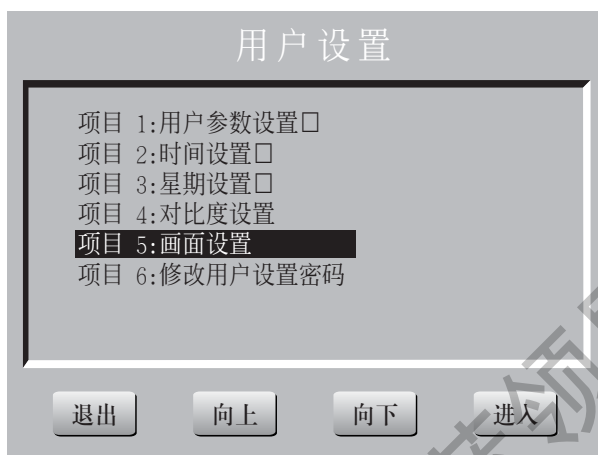 用户设置
项目 1:用户参数设置□
项目 2:时间设置□
项目 3:星期设置□
项目 4:对比度设置
项目 5:画面设置
项目 6:修改用户设置密码
退出 向上 向下 进入